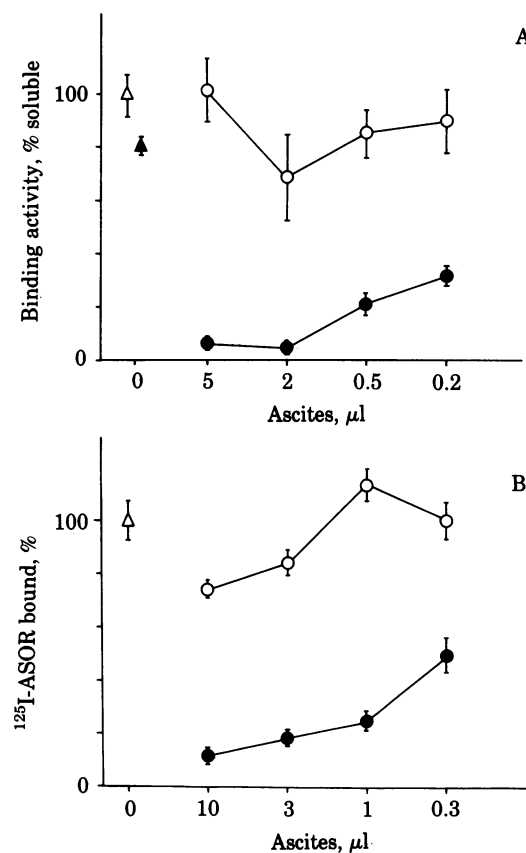 A
Binding activity, % soluble
100
0
0 5 2 0.5 0.2
Ascites, μl
B
¹²⁵I-ASOR bound, %
100
0
0 10 3 1 0.3
Ascites, μl